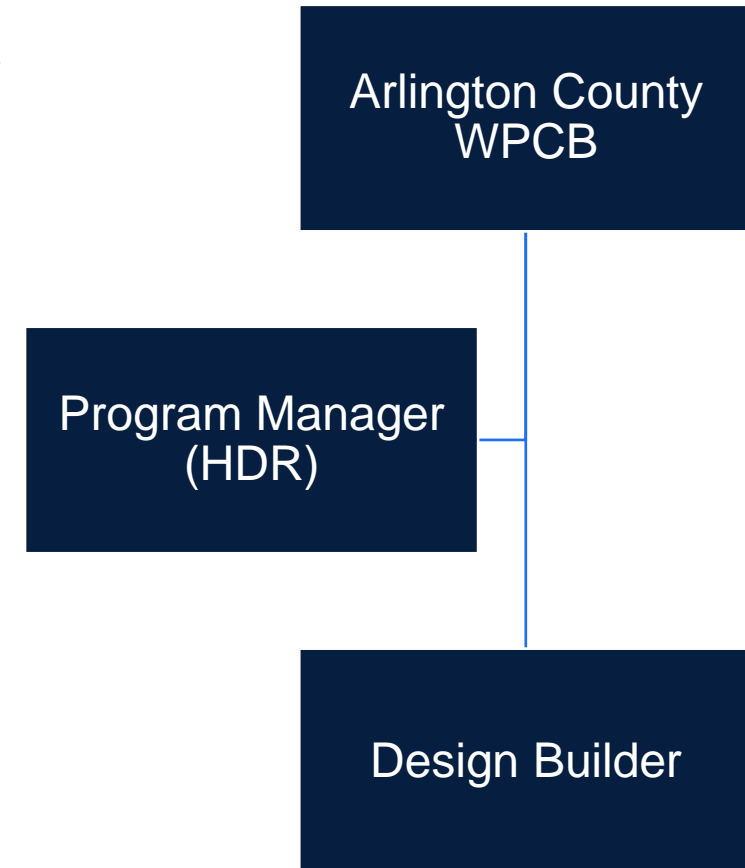 Arlington County
WPCB
Program Manager
(HDR)
Design Builder